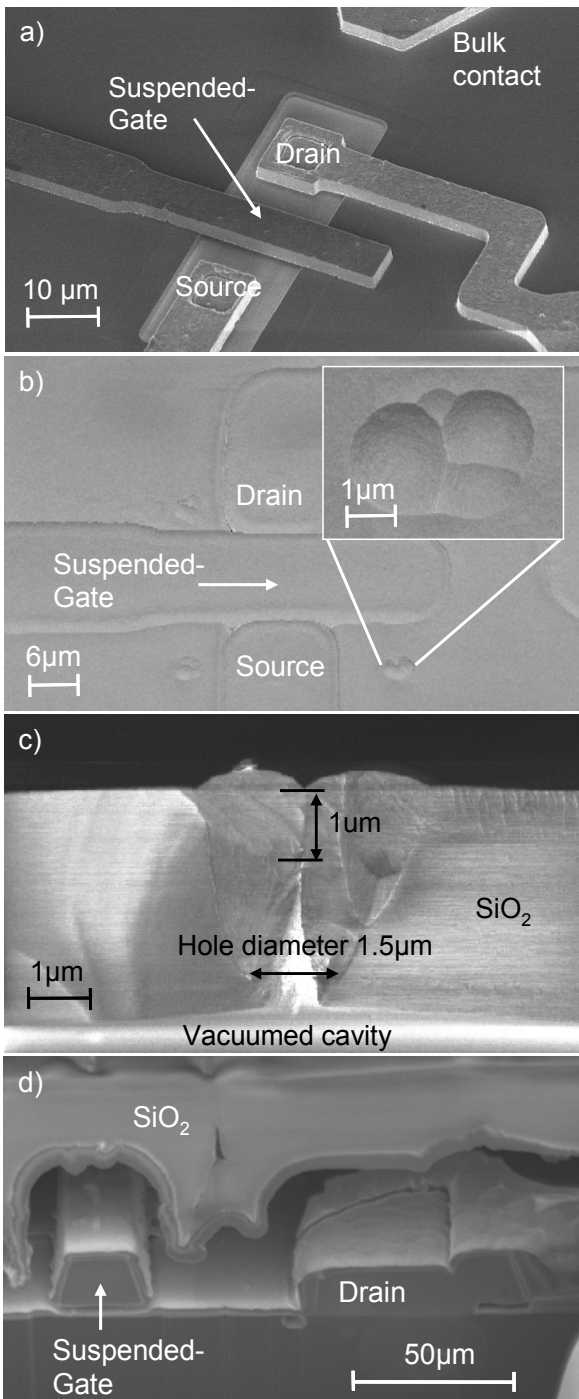 a)
Bulk
contact
Suspended-
Gate
Drain
Source
10 µm
b)
1µm
Drain
Suspended-
Gate
6µm
Source
c)
1um
SiO₂
Hole diameter 1.5µm
1µm
Vacuumed cavity
d)
SiO₂
Drain
Suspended-
Gate
50µm